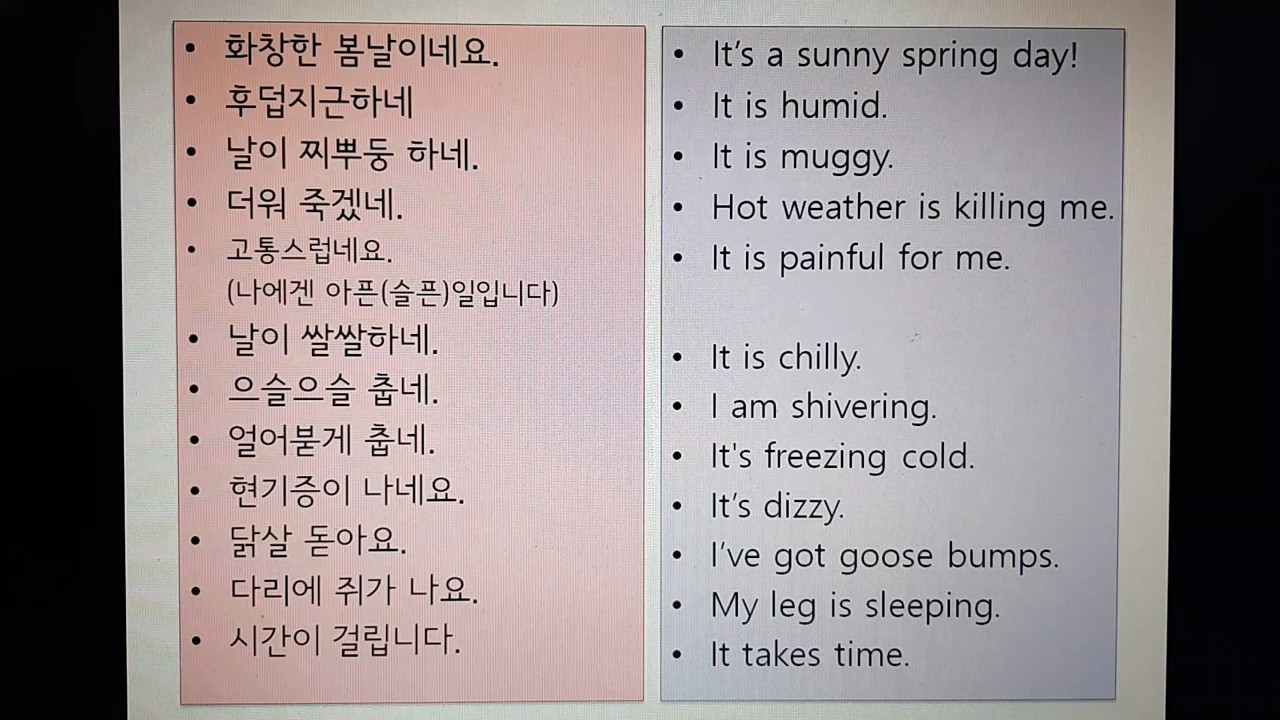 • 화창한 봄날이네요.
• 후덥지근하네
• 날이 찌뿌둥 하네.
• 더워 죽겠네.
• 고통스럽네요.
(나에겐 아픈(슬픈)일입니다)
• 날이 쌀쌀하네.
• 으슬으슬 춥네.
• 얼어붇게 춥네.
• 현기증이 나네요.
• 닭살 돋아요.
• 다리에 쥐가 나요.
• 시간이 걸립니다.
• It’s a sunny spring day!
• It is humid.
• It is muggy.
• Hot weather is killing me.
• It is painful for me.
• It is chilly.
• I am shivering.
• It's freezing cold.
• It’s dizzy.
• I’ve got goose bumps.
• My leg is sleeping.
• It takes time.